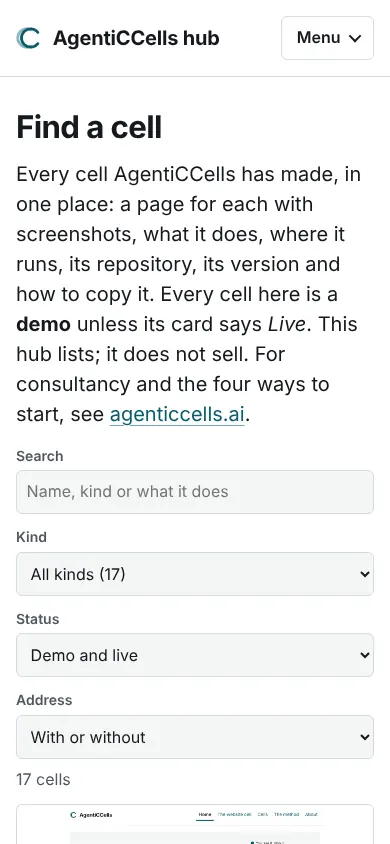 AgentiCCells hub
Menu
Find a cell
Every cell AgentiCCells has made, in
one place: a page for each with
screenshots, what it does, where it
runs, its repository, its version and
how to copy it. Every cell here is a
demo unless its card says Live. This
hub lists; it does not sell. For
consultancy and the four ways to
start, see agenticcells.ai.
Search
Name, kind or what it does
Kind
All kinds (17)
Status
Demo and live
Address
With or without
17 cells
AgentiCCells Home The website cell Cells The method About